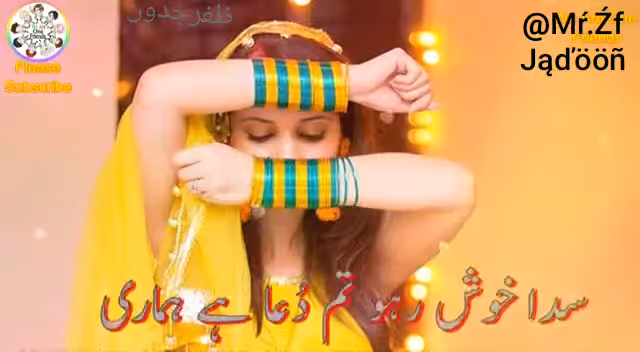 ظفر جدون
@Mŕ.Źf
Jąďööñ
Please
Subscribe
سدا خوش رہو تم دُعا ہے ہماری